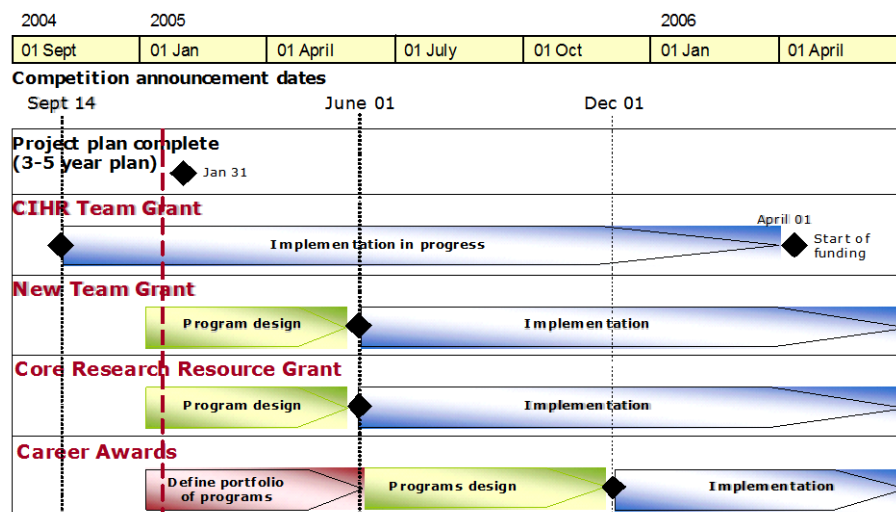 2004 2005 2006
01 Sept 01 Jan 01 April 01 July 01 Oct 01 Jan 01 April
Competition announcement dates
Sept 14 June 01 Dec 01
Project plan complete
(3-5 year plan)
Jan 31
CIHR Team Grant
April 01
Implementation in progress
Start of
funding
New Team Grant
Program design Implementation
Core Research Resource Grant
Program design Implementation
Career Awards
Define portfolio
of programs
Programs design Implementation